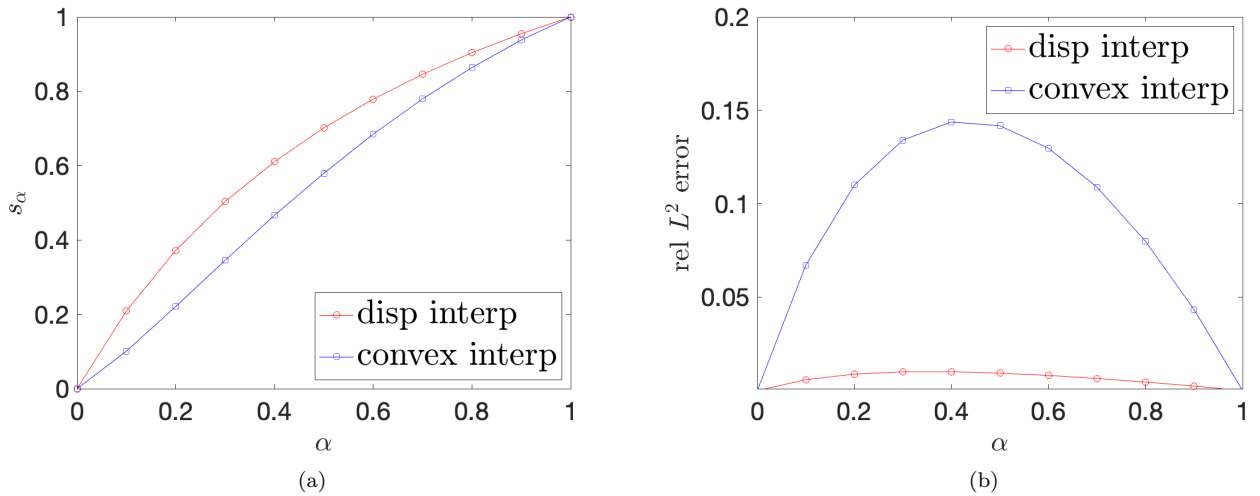 1
0.8
0.6
0.4
0.2
0
s_α
disp interp
convex interp
0 0.2 0.4 0.6 0.8 1
α
(a)
0.2
0.15
0.1
0.05
rel L² error
disp interp
convex interp
0 0.2 0.4 0.6 0.8 1
α
(b)